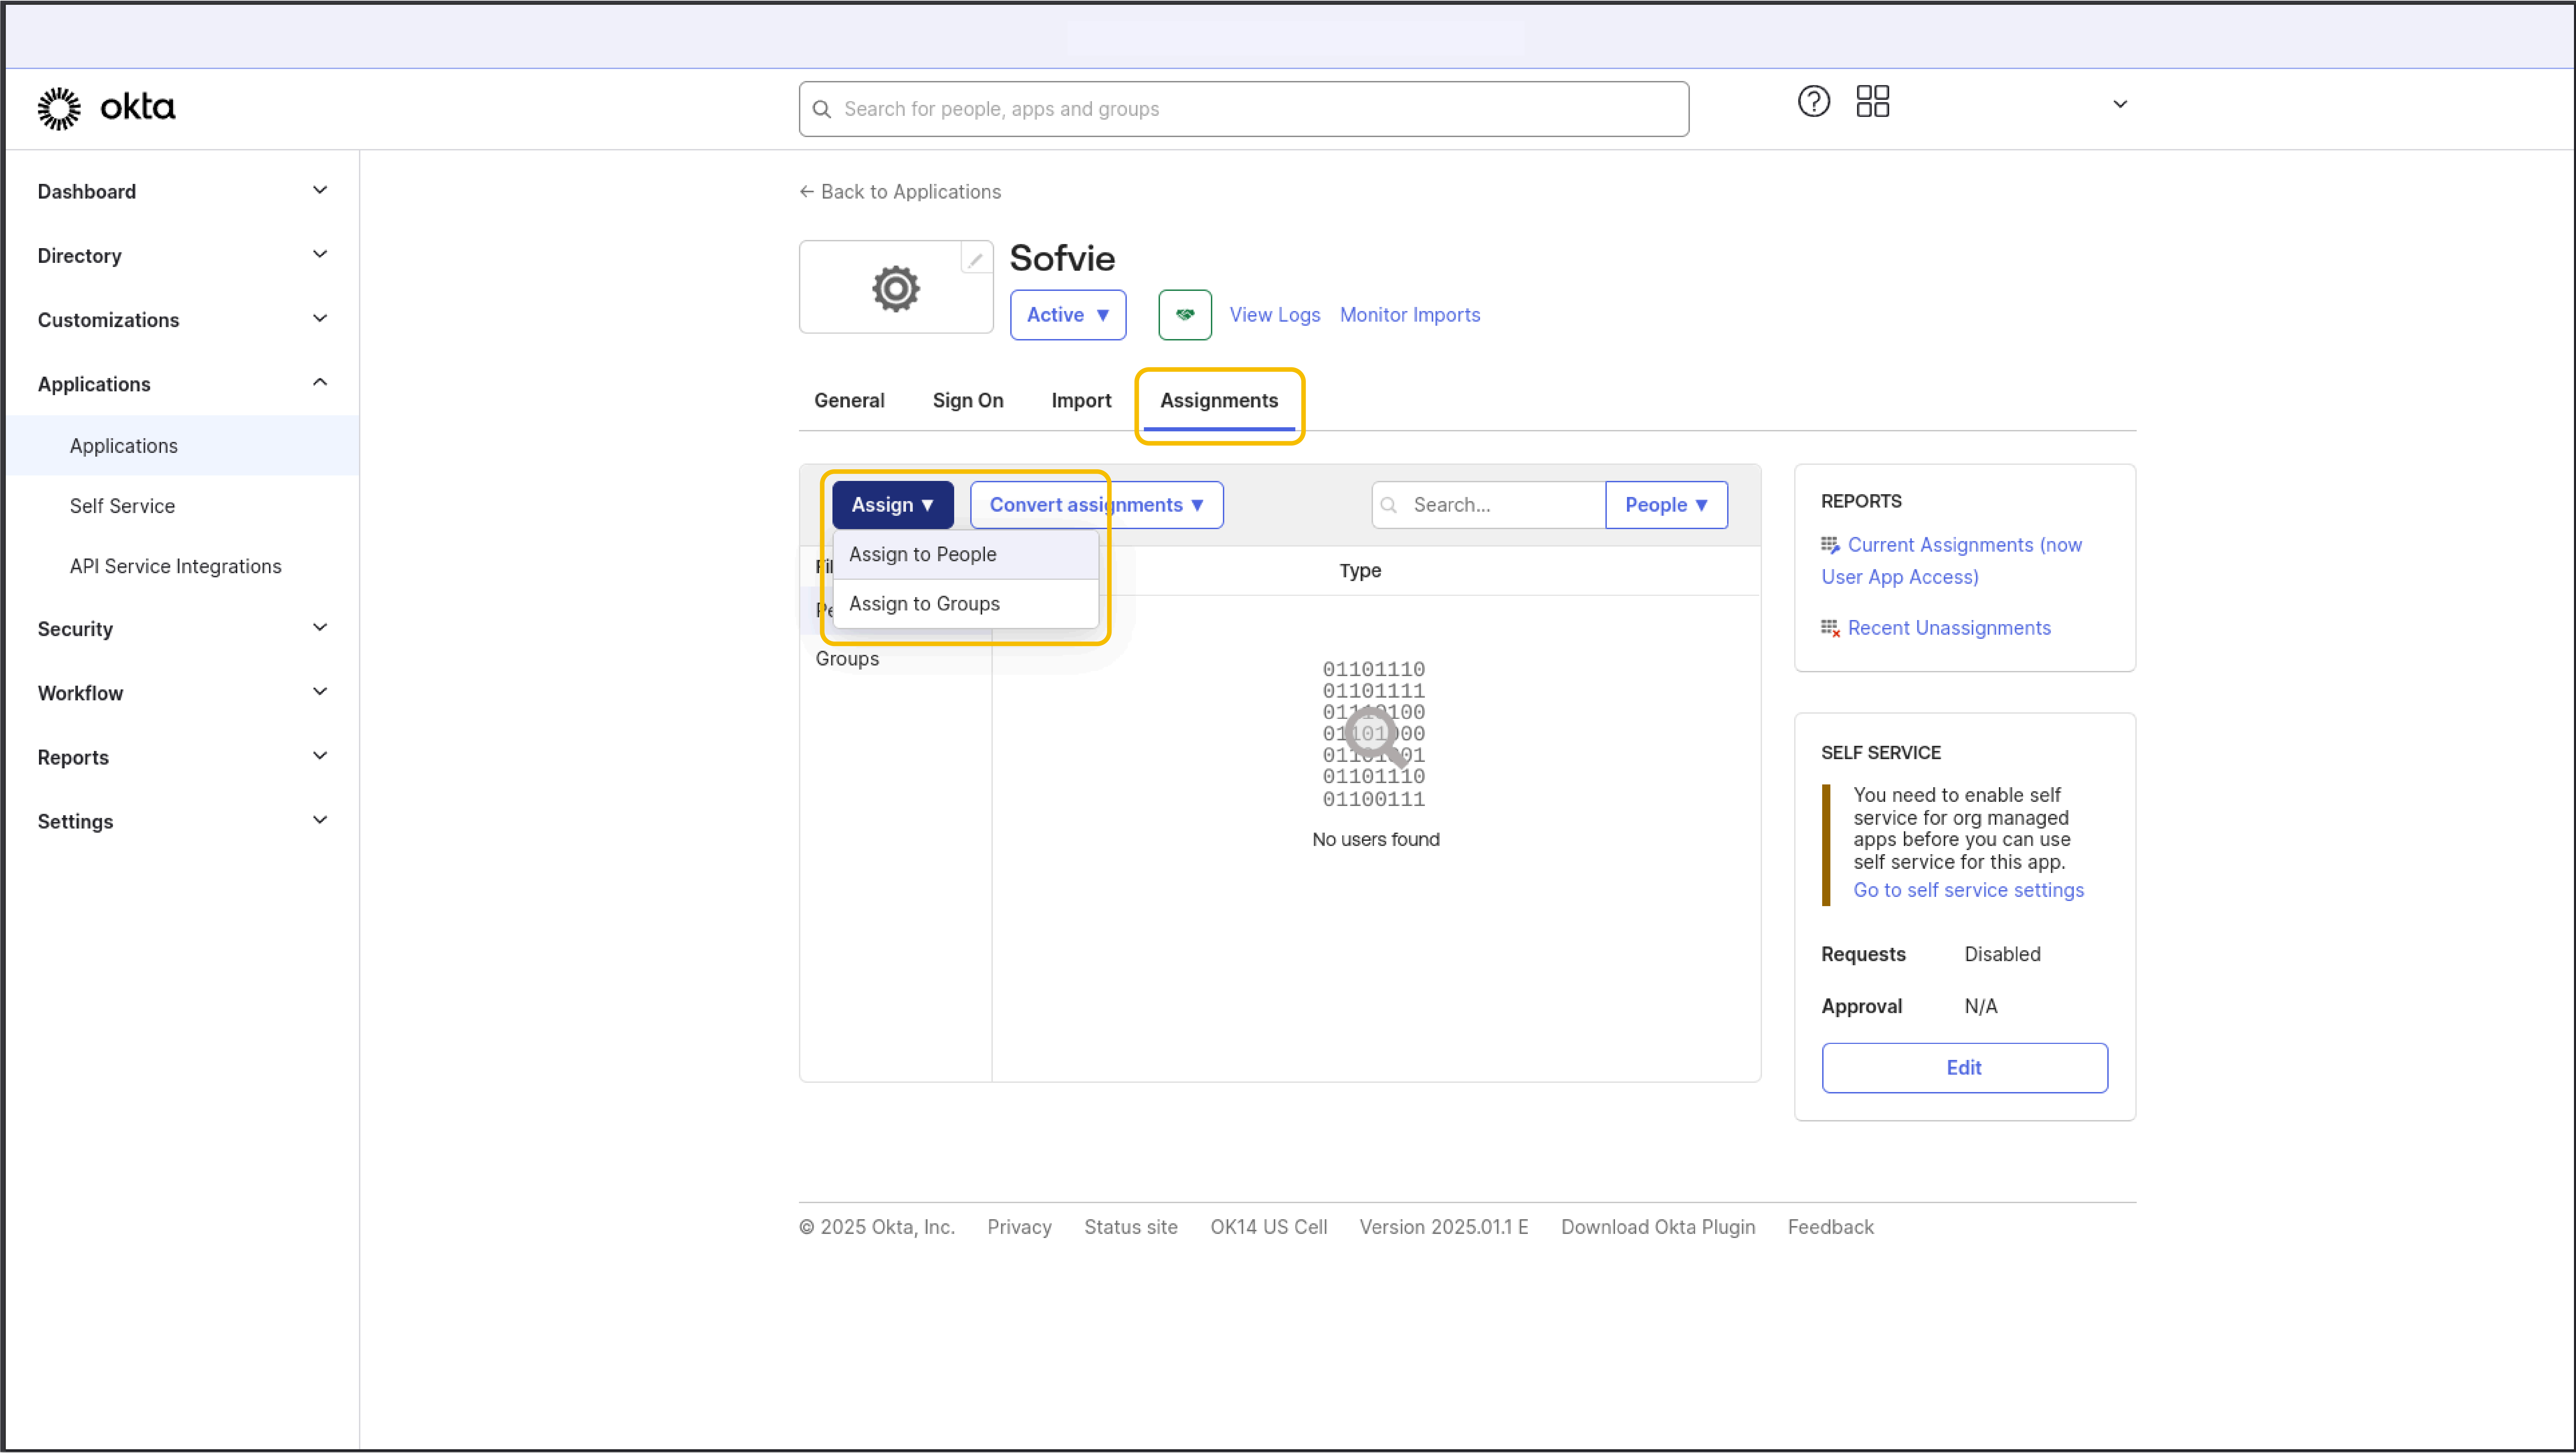 okta
Search for people, apps and groups
Dashboard
Directory
Customizations
Applications
Applications
Self Service
API Service Integrations
Security
Workflow
Reports
Settings
← Back to Applications
Sofvie
Active ▼
View Logs
Monitor Imports
General
Sign On
Import
Assignments
Assign ▼
Convert assignments ▼
Search...
People ▼
Assign to People
Assign to Groups
Type
Groups
01101110
01101111
01110100
01101000
01101001
01101110
01100111
No users found
REPORTS
Current Assignments (now
User App Access)
Recent Unassignments
SELF SERVICE
You need to enable self
service for org managed
apps before you can use
self service for this app.
Go to self service settings
Requests Disabled
Approval N/A
Edit
© 2025 Okta, Inc. Privacy Status site OK14 US Cell Version 2025.01.1 E Download Okta Plugin Feedback